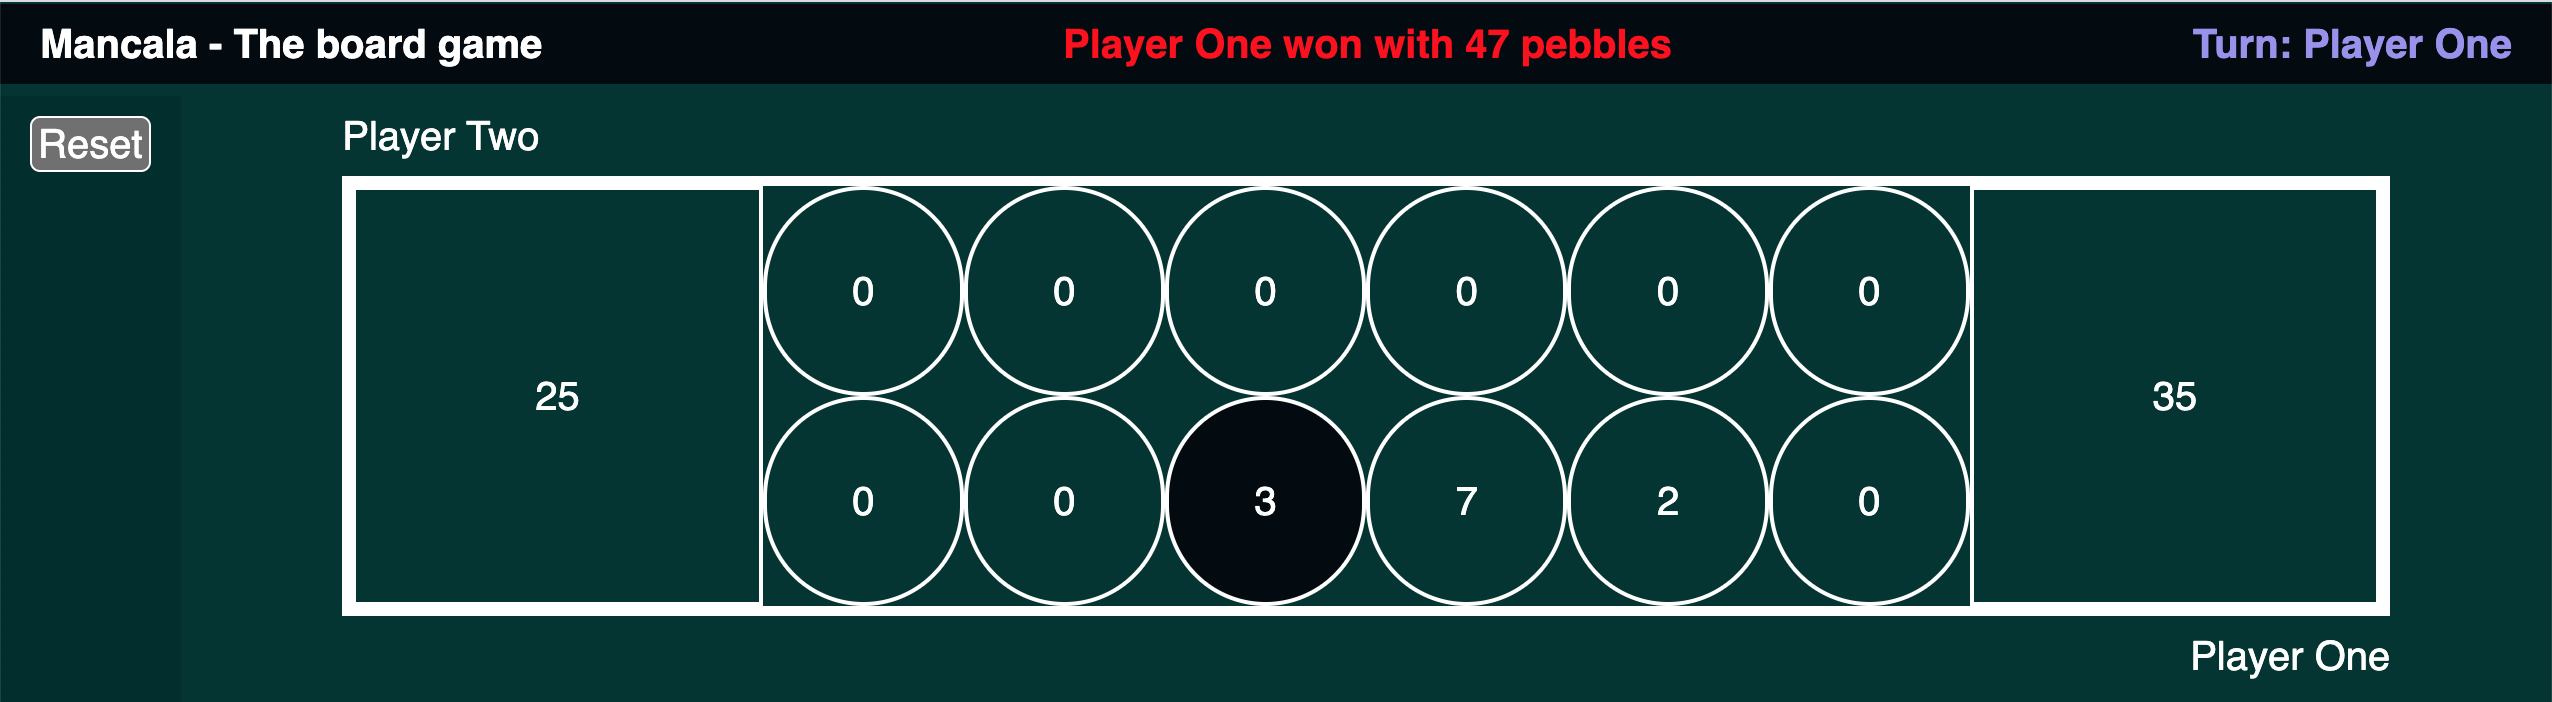 Mancala - The board game
Player One won with 47 pebbles
Turn: Player One
Reset
Player Two
25
0 0 0 0 0 0
0 0 3 7 2 0
35
Player One